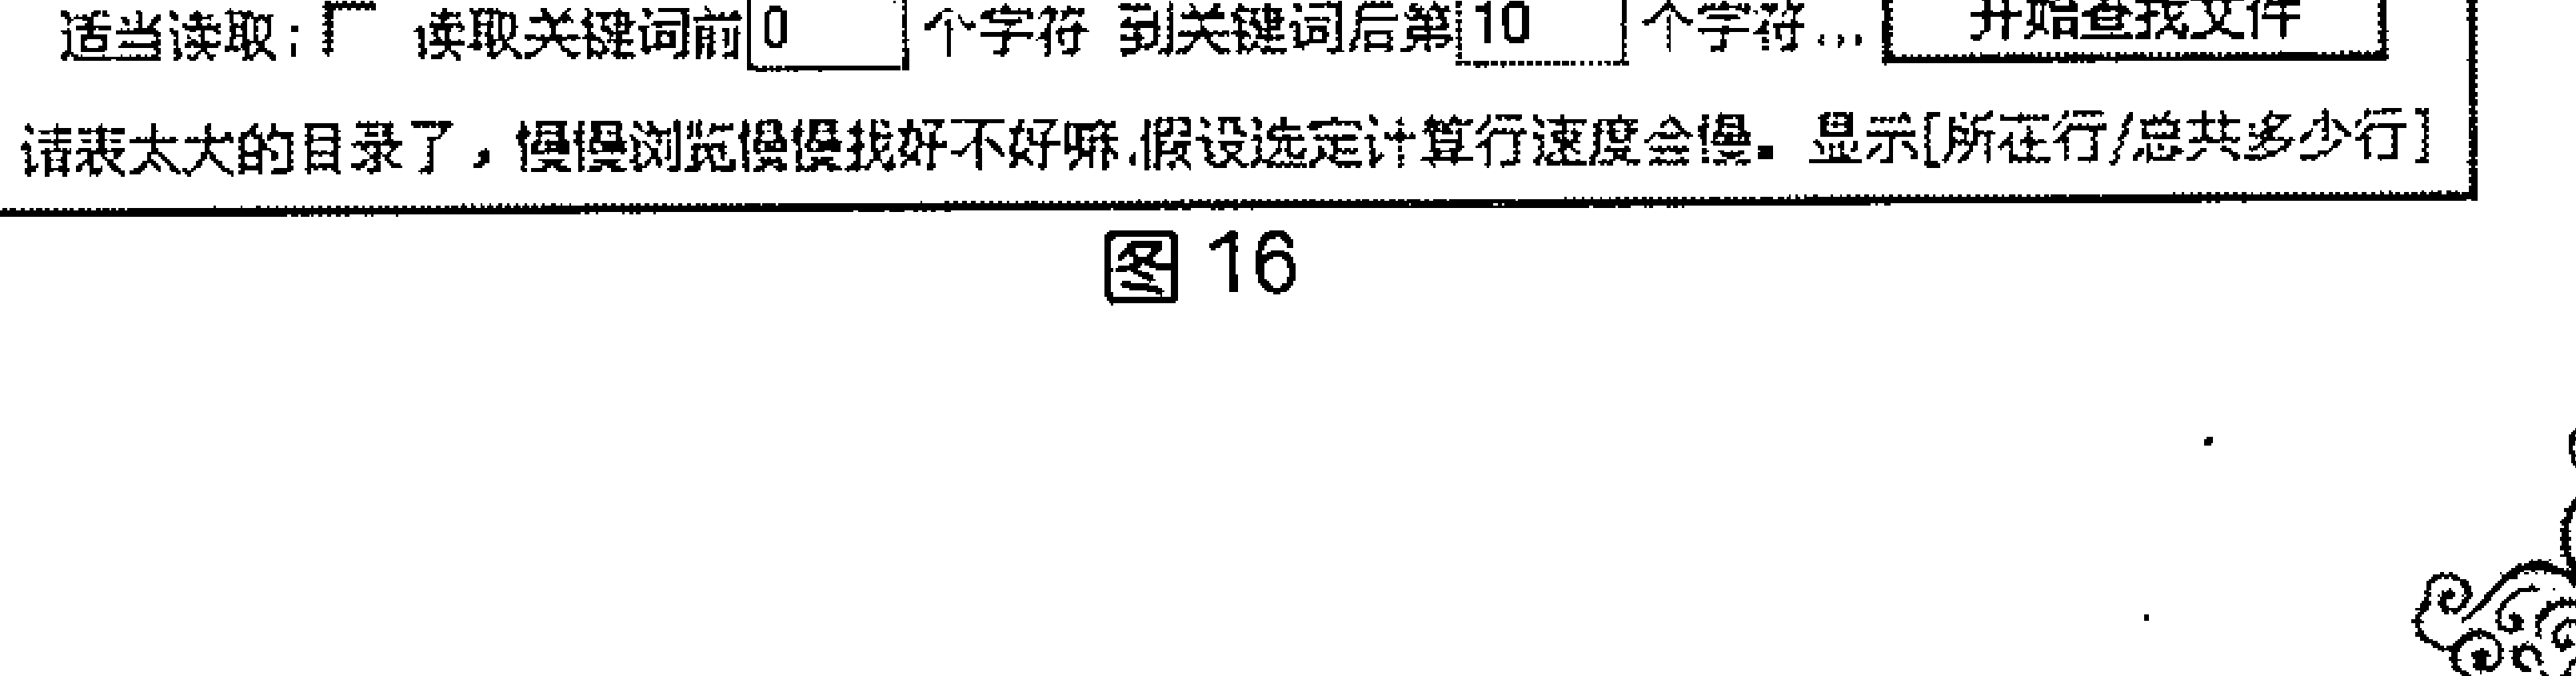 适当读取: 读取关键词前 0 个字符 到关键词后第 10 个字符... 开始查找文件
请表太大的目录了，慢慢浏览慢慢找好不好嘛.假设选定计算行速度会慢。显示[所在行/总共多少行]
图 16